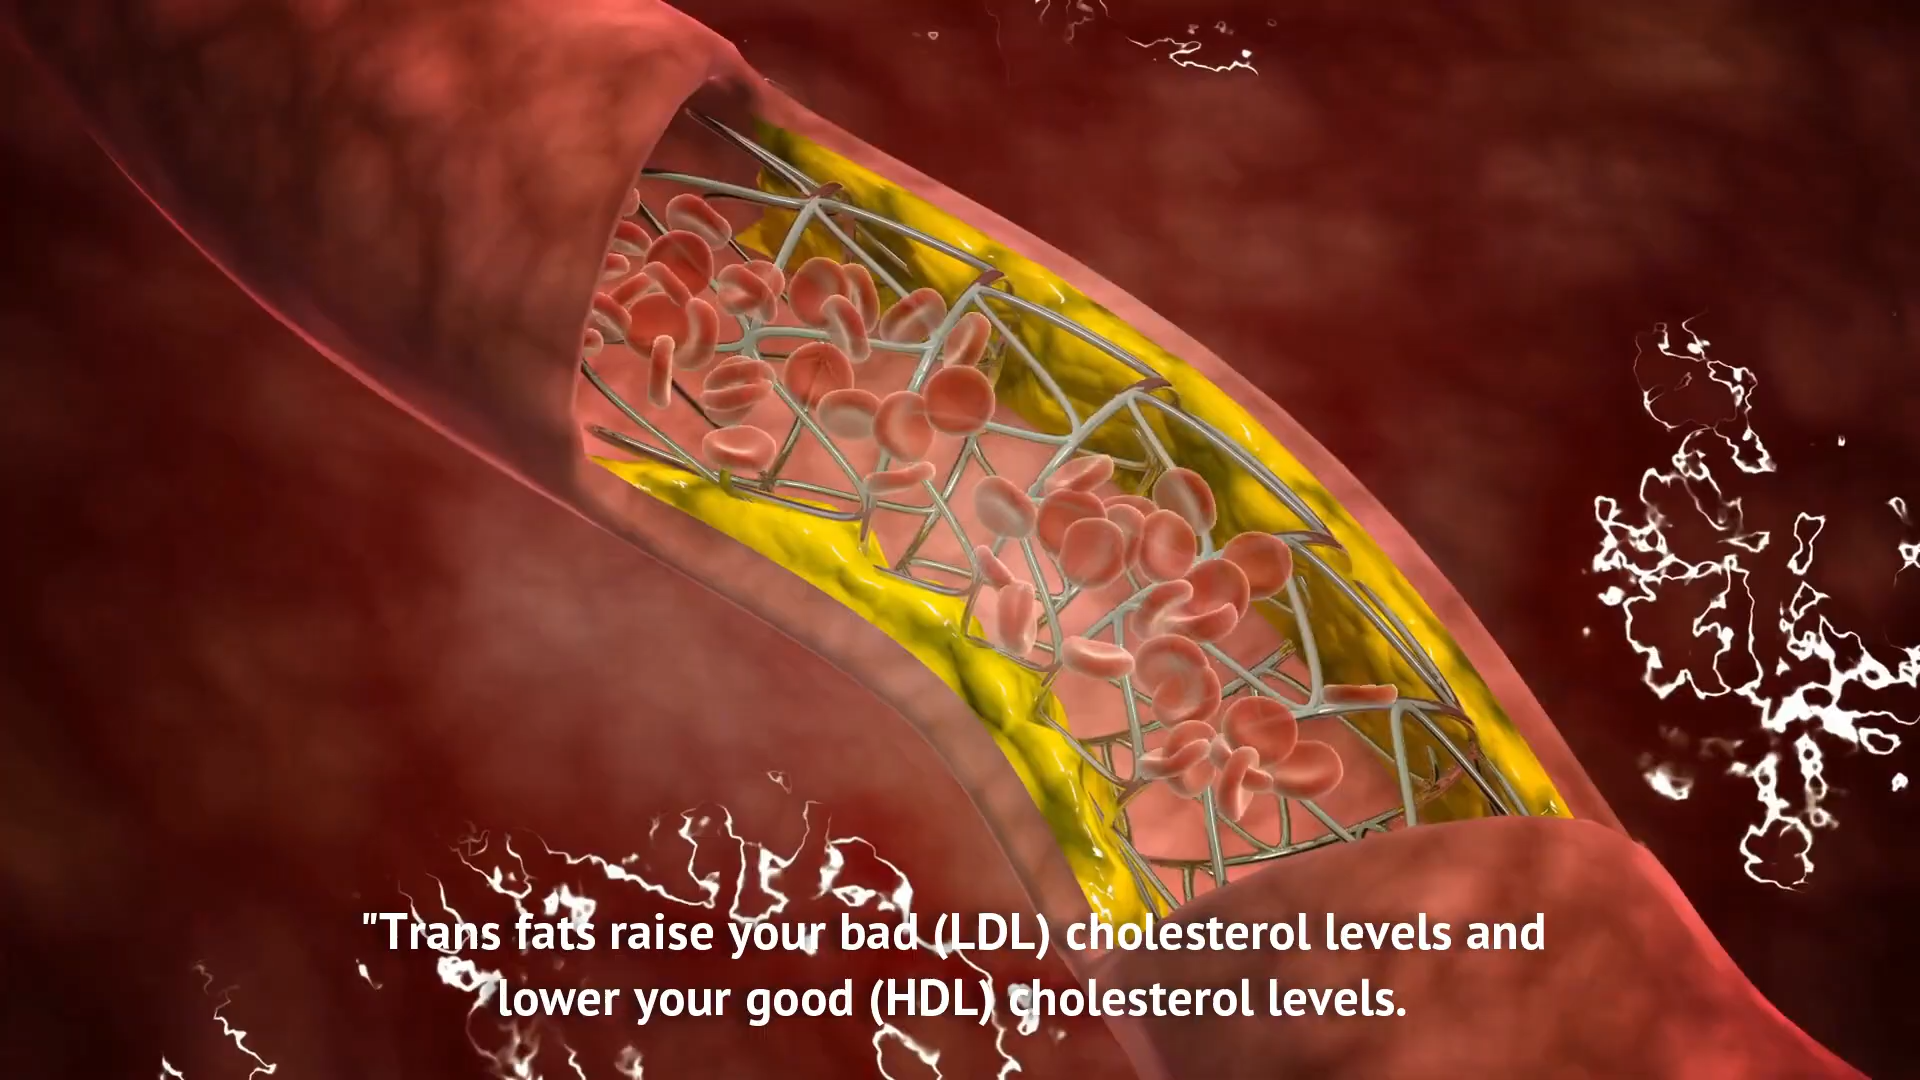 "Trans fats raise your bad (LDL) cholesterol levels and
lower your good (HDL) cholesterol levels.